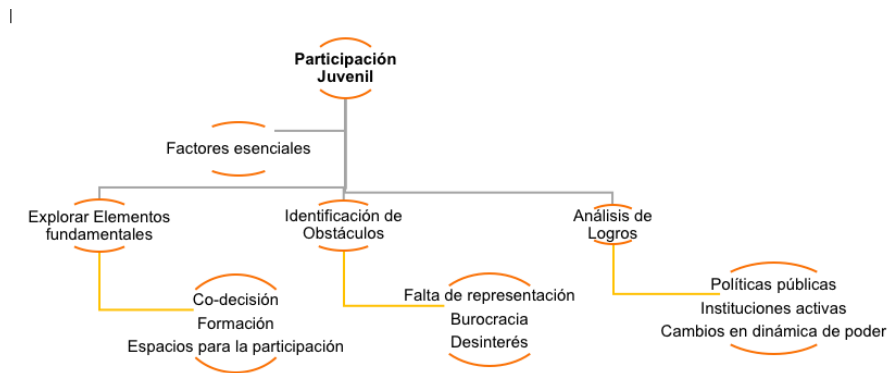 Participación
Juvenil
Factores esenciales
Explorar Elementos
fundamentales
Identificación de
Obstáculos
Análisis de
Logros
Co-decisión
Formación
Espacios para la participación
Falta de representación
Burocracia
Desinterés
Políticas públicas
Instituciones activas
Cambios en dinámica de poder